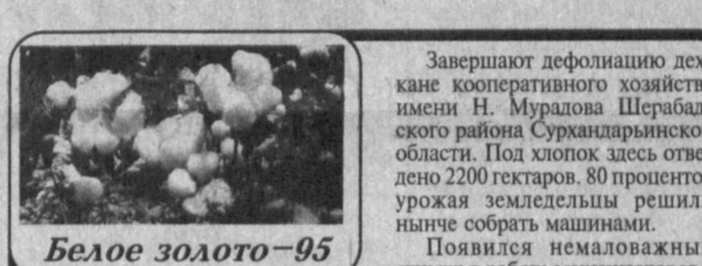 Белое золото—95
Завершают дефолиацию дех
кане кооперативного хозяйств
имени Н. Мурадова Шерабад
ского района Сурхандарьинско
области. Под хлопок здесь отве
дено 2200 гектаров. 80 проценто
урожая земледельцы решил
нынче собрать машинами.
Появился немаловажны